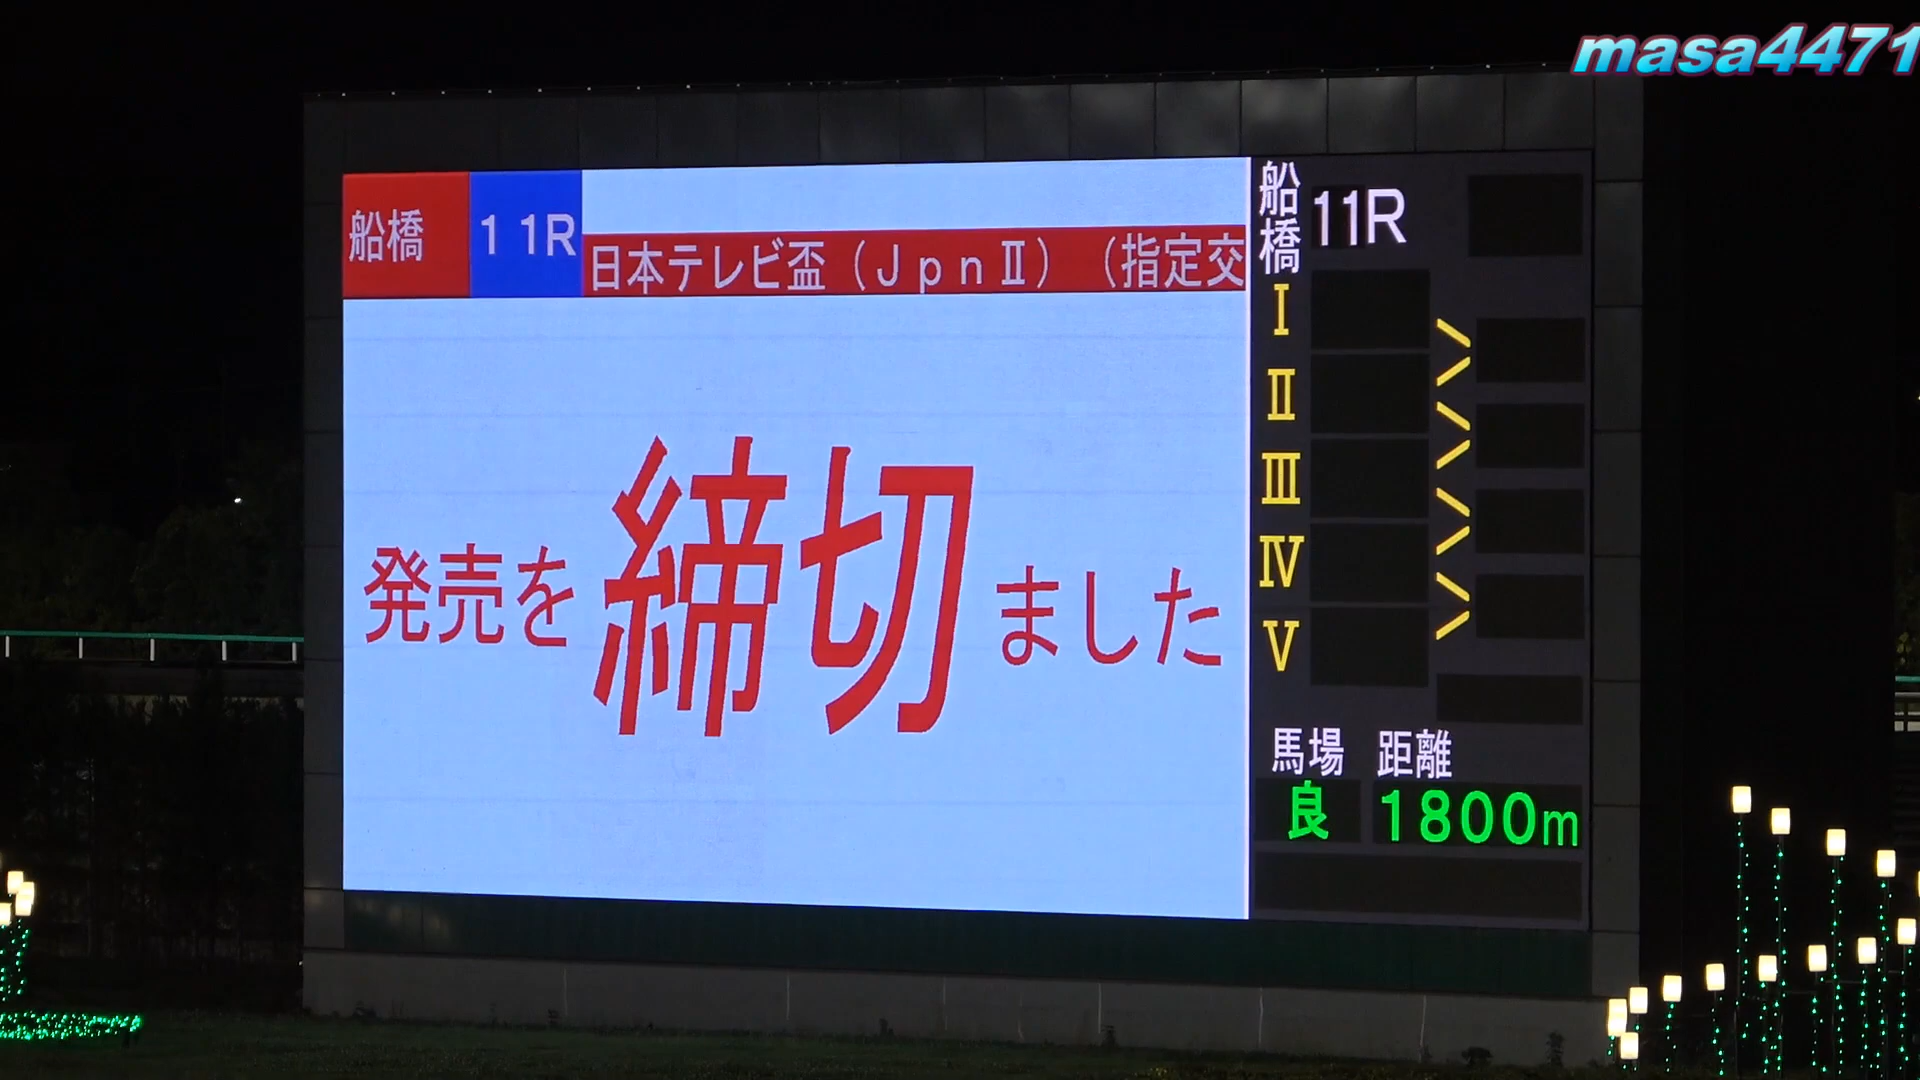 masa4471
船橋 11R
日本テレビ盃（JpnⅡ）（指定交
発売を締切ました
船橋 11R
Ⅰ
Ⅱ
Ⅲ
Ⅳ
Ⅴ
馬場 距離
良 1800m